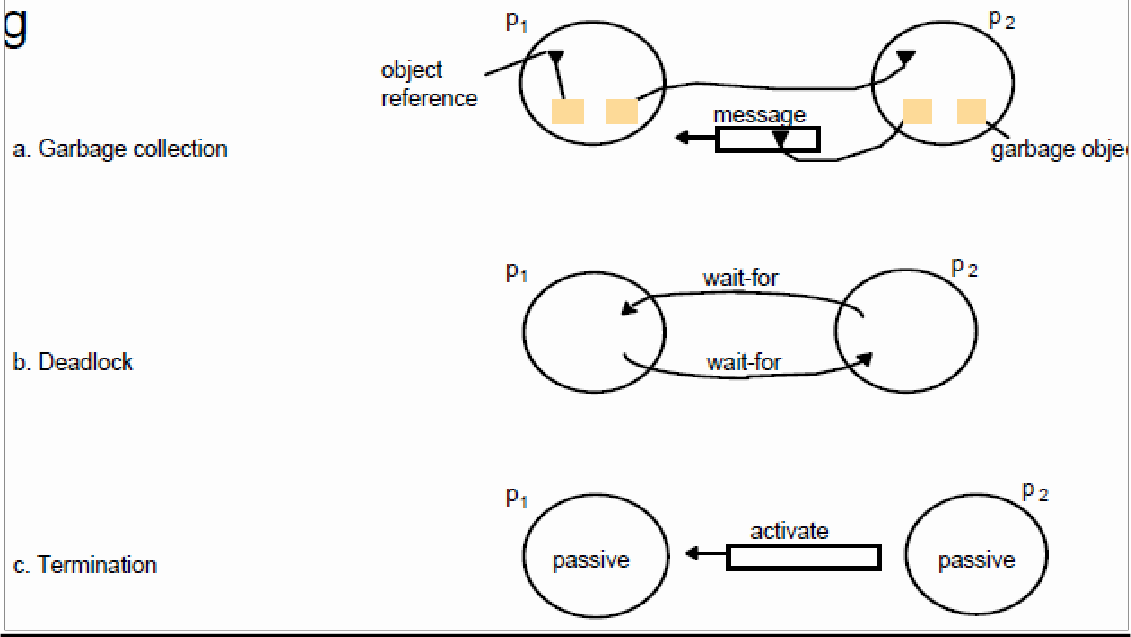 g
p1
p2
object
reference
message
a. Garbage collection
garbage objec
p1
p2
wait-for
b. Deadlock
wait-for
p1
p2
activate
c. Termination
passive
passive